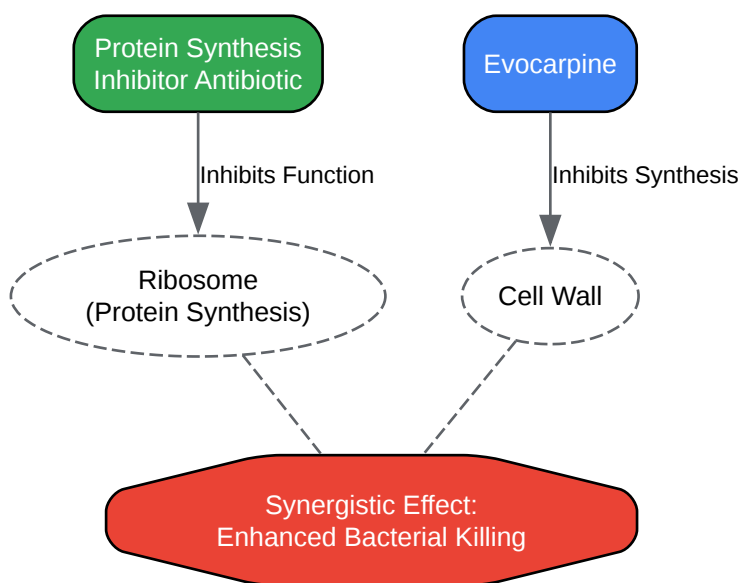 Protein Synthesis
Inhibitor Antibiotic
Evocarpine
Inhibits Function
Inhibits Synthesis
Ribosome
(Protein Synthesis)
Cell Wall
Synergistic Effect:
Enhanced Bacterial Killing